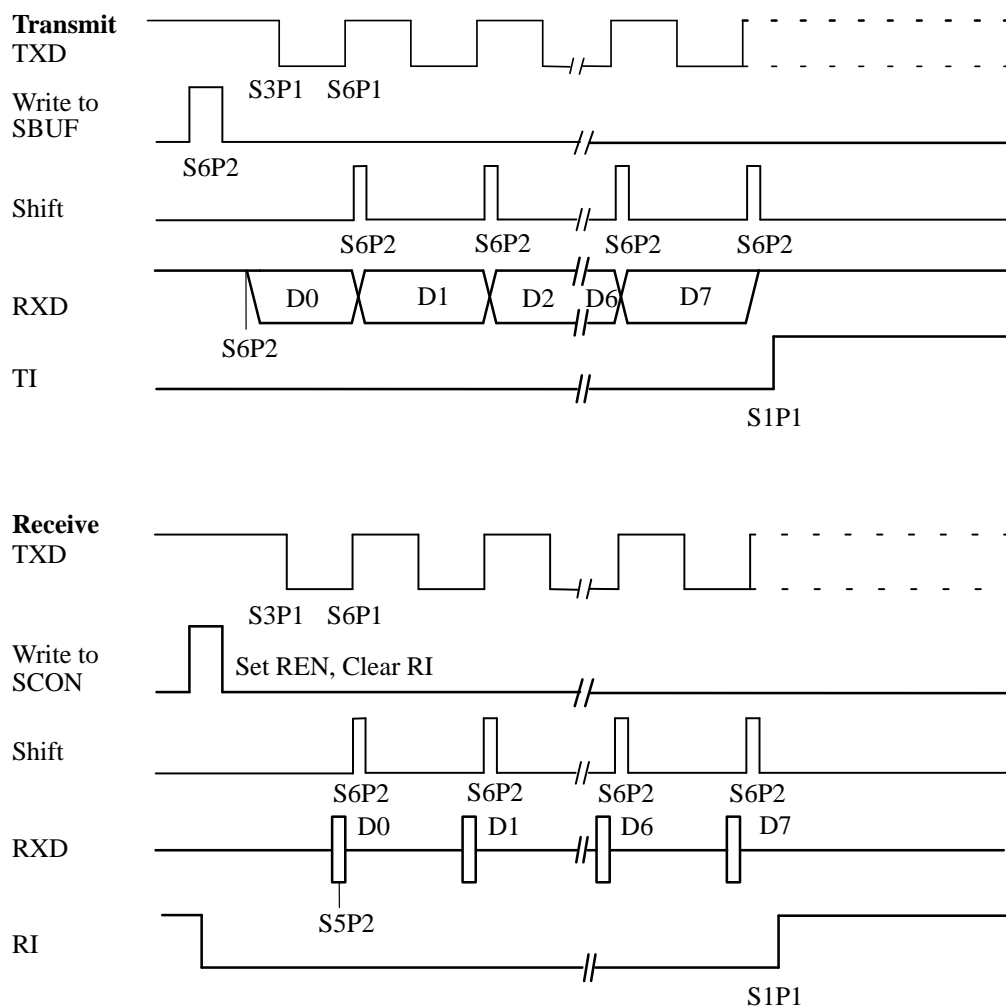 Transmit
TXD
S3P1 S6P1
Write to
SBUF
S6P2
Shift
S6P2 S6P2 S6P2 S6P2
RXD D0 D1 D2 D6 D7
S6P2
TI
S1P1
Receive
TXD
S3P1 S6P1
Write to
SCON
Set REN, Clear RI
Shift
S6P2 S6P2 S6P2 S6P2
D0 D1 D6 D7
RXD
S5P2
RI
S1P1